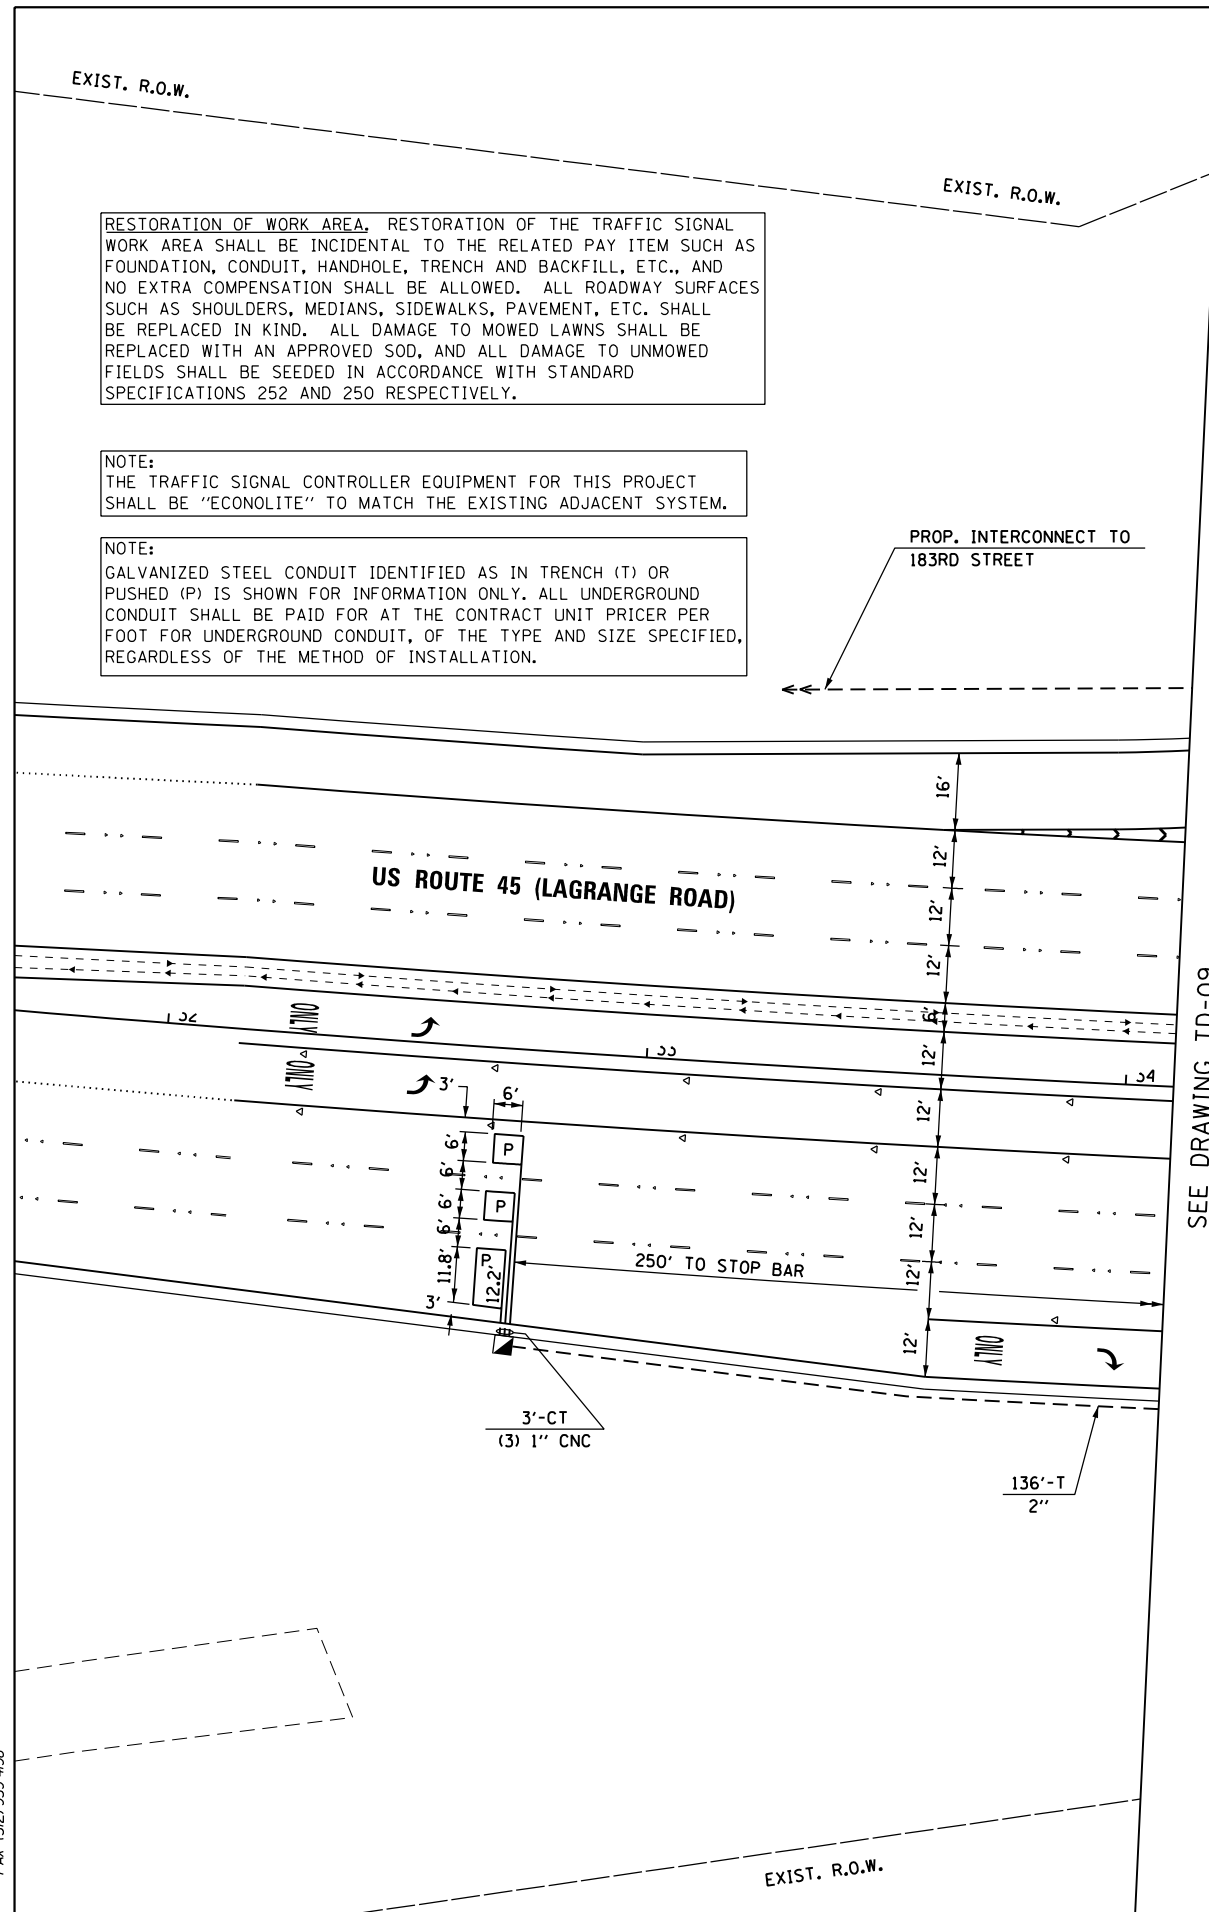 EXIST. R.O.W.
EXIST. R.O.W.
RESTORATION OF WORK AREA. RESTORATION OF THE TRAFFIC SIGNAL
WORK AREA SHALL BE INCIDENTAL TO THE RELATED PAY ITEM SUCH AS
FOUNDATION, CONDUIT, HANDHOLE, TRENCH AND BACKFILL, ETC., AND
NO EXTRA COMPENSATION SHALL BE ALLOWED. ALL ROADWAY SURFACES
SUCH AS SHOULDERS, MEDIANS, SIDEWALKS, PAVEMENT, ETC. SHALL
BE REPLACED IN KIND. ALL DAMAGE TO MOWED LAWNS SHALL BE
REPLACED WITH AN APPROVED SOD, AND ALL DAMAGE TO UNMOWED
FIELDS SHALL BE SEEDED IN ACCORDANCE WITH STANDARD
SPECIFICATIONS 252 AND 250 RESPECTIVELY.
NOTE:
THE TRAFFIC SIGNAL CONTROLLER EQUIPMENT FOR THIS PROJECT
SHALL BE "ECONOLITE" TO MATCH THE EXISTING ADJACENT SYSTEM.
NOTE:
GALVANIZED STEEL CONDUIT IDENTIFIED AS IN TRENCH (T) OR
PUSHED (P) IS SHOWN FOR INFORMATION ONLY. ALL UNDERGROUND
CONDUIT SHALL BE PAID FOR AT THE CONTRACT UNIT PRICER PER
FOOT FOR UNDERGROUND CONDUIT, OF THE TYPE AND SIZE SPECIFIED,
REGARDLESS OF THE METHOD OF INSTALLATION.
PROP. INTERCONNECT TO
183RD STREET
16'
12'
US ROUTE 45 (LAGRANGE ROAD)
12'
12'
6'
ONLY
12'
ONLY
3'
6'
12'
6'
P
6'
12'
6'
P
6'
12'
P
11.8'
12.2'
250' TO STOP BAR
12'
3'
12'
ONLY
3'-CT
(3) 1" CNC
136'-T
2"
SEE DRAWING TD-09
EXIST. R.O.W.